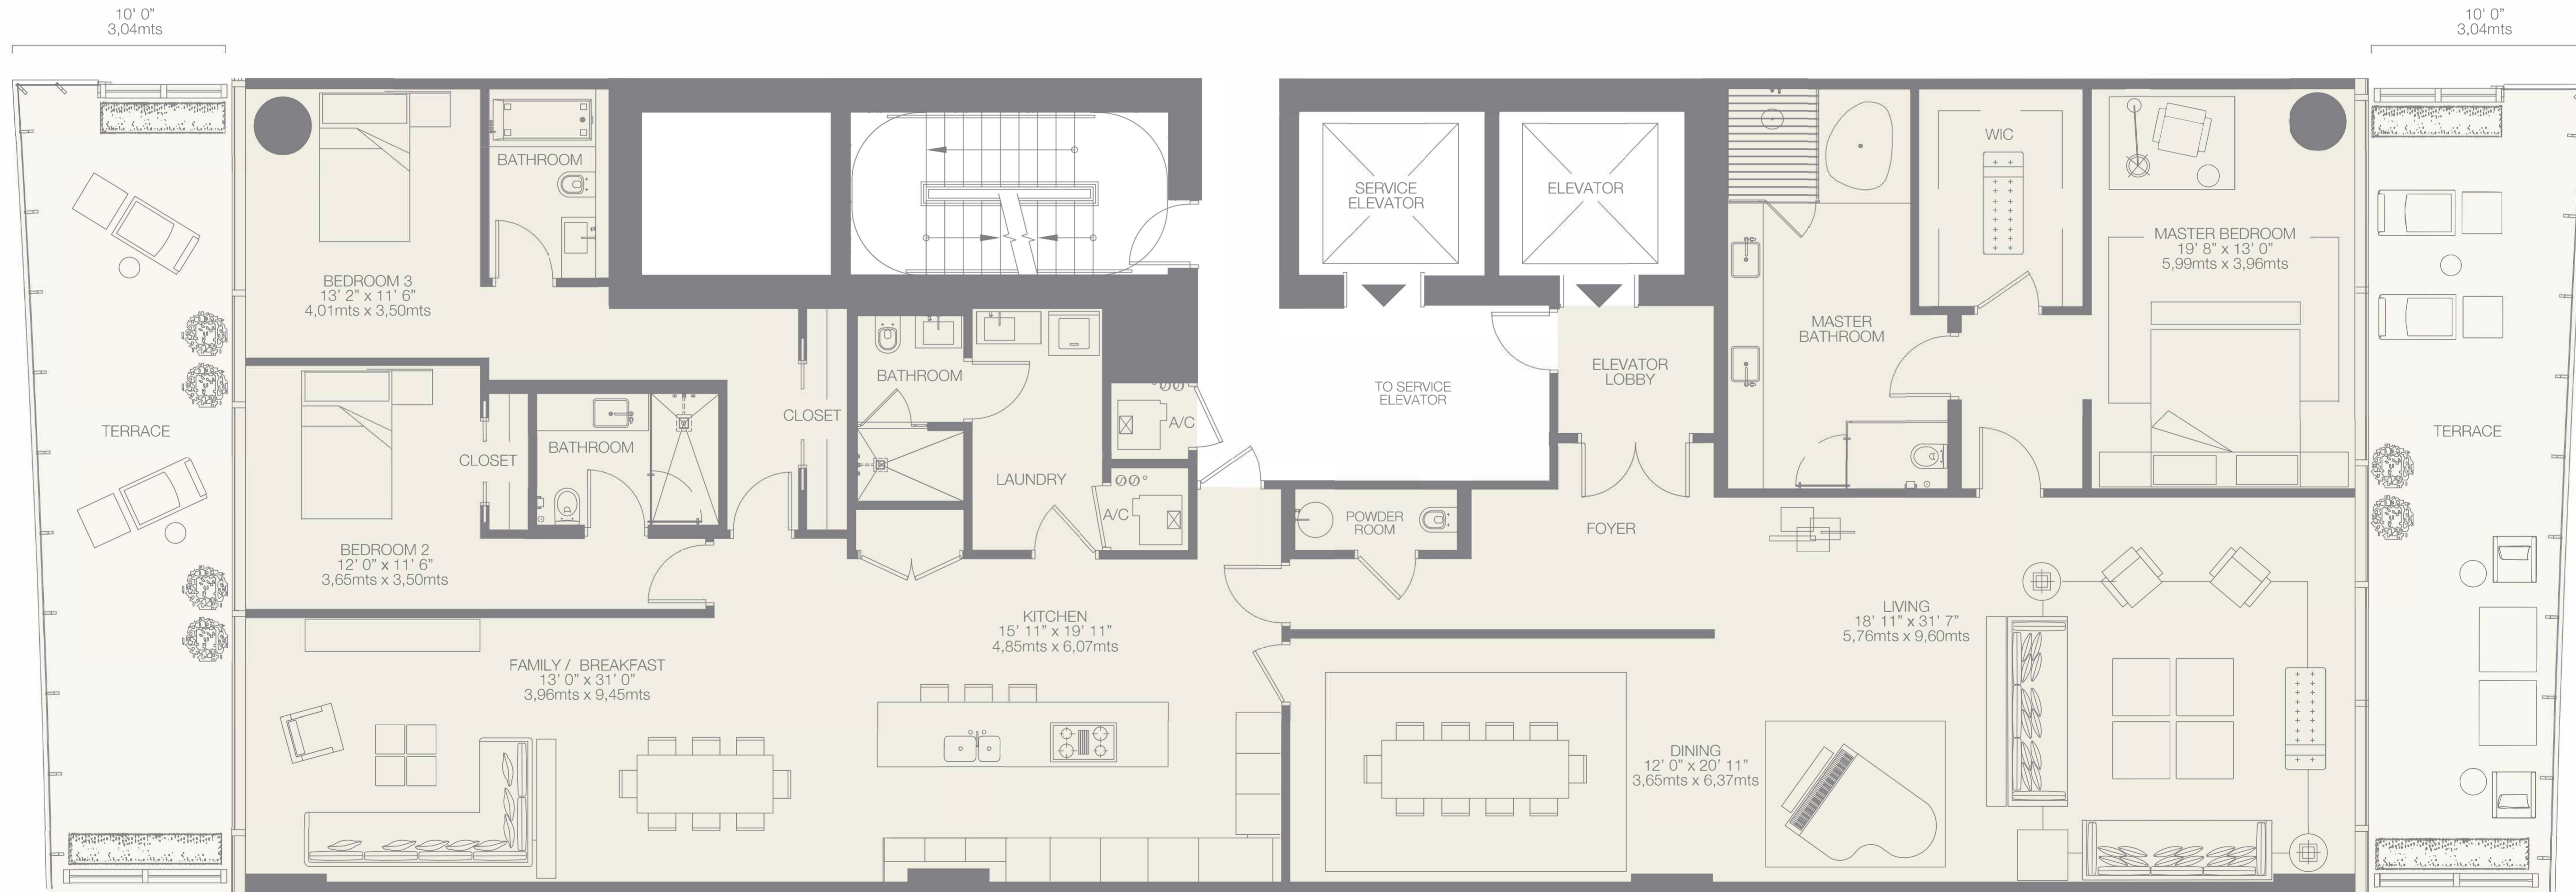 10' 0"
3,04mts
10' 0"
3,04mts
BATHROOM
BEDROOM 3
13' 2" x 11' 6"
4,01mts x 3,50mts
SERVICE
ELEVATOR
ELEVATOR
WIC
MASTER BEDROOM
19' 8" x 13' 0"
5,99mts x 3,96mts
MASTER
BATHROOM
TERRACE
CLOSET
BATHROOM
CLOSET
BATHROOM
LAUNDRY
A/C
A/C
TO SERVICE
ELEVATOR
ELEVATOR
LOBBY
TERRACE
BEDROOM 2
12' 0" x 11' 6"
3,65mts x 3,50mts
POWDER
ROOM
FOYER
KITCHEN
15' 11" x 19' 11"
4,85mts x 6,07mts
LIVING
18' 11" x 31' 7"
5,76mts x 9,60mts
FAMILY / BREAKFAST
13' 0" x 31' 0"
3,96mts x 9,45mts
DINING
12' 0" x 20' 11"
3,65mts x 6,37mts